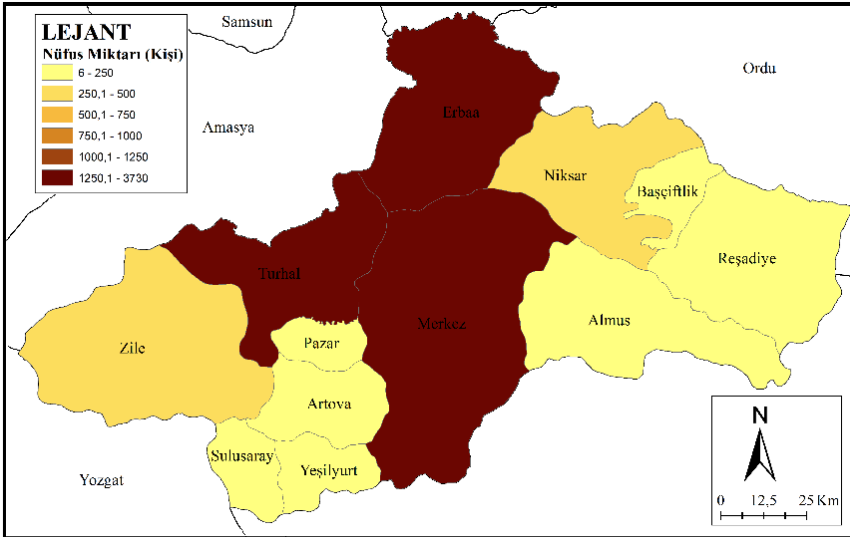 Samsun
LEJANT
Nüfus Miktarı (Kişi)
6 - 250
250,1 - 500
500,1 - 750
750,1 - 1000
1000,1 - 1250
1250,1 - 3730
Ordu
Amasya
Erbaa
Niksar
Başçiftlik
Reşadiye
Turhal
Merkez
Almus
Pazar
Zile
Artova
Sulusaray
Yeşilyurt
Yozgat
N
0 12,5 25 Km